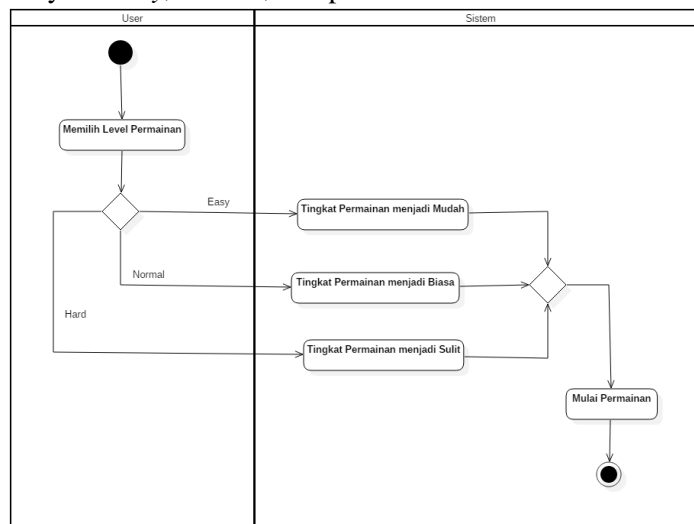 User
Sistem
Memilih Level Permainan
Easy
Tingkat Permainan menjadi Mudah
Normal
Tingkat Permainan menjadi Biasa
Hard
Tingkat Permainan menjadi Sulit
Mulai Permainan